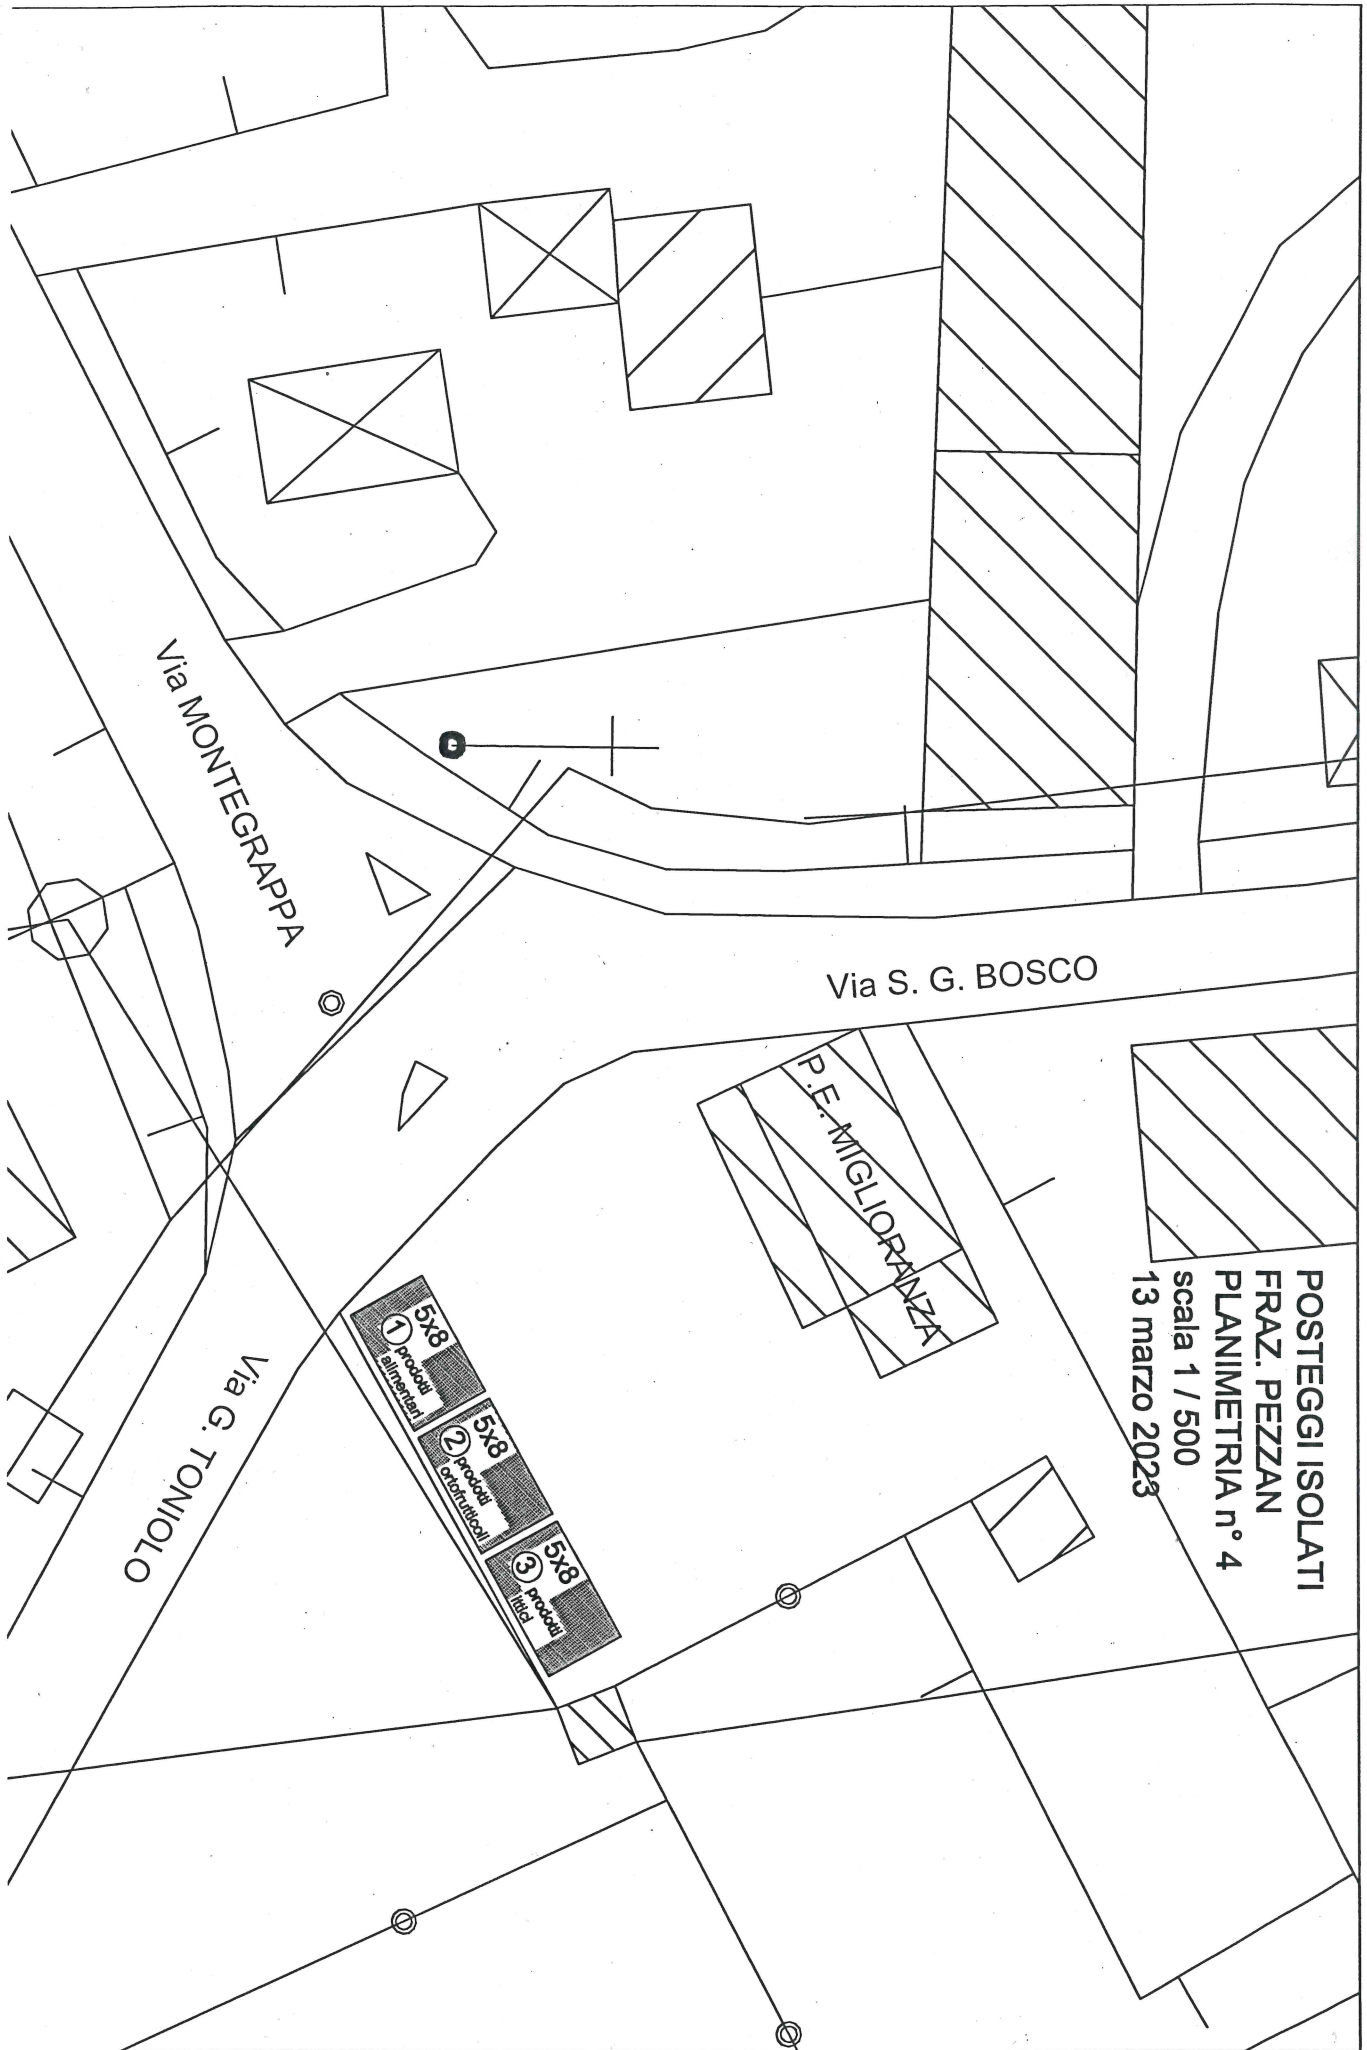 POSTEGGI ISOLATI
FRAZ. PEZZAN
PLANIMETRIA n° 4
scala 1 / 500
13 marzo 2023
Via MONTEGRAPPA
Via S. G. BOSCO
P.E. MIGLIORANZA
Via G. TONIOLO
5x8
1 prodotti
alimentari
5x8
2 prodotti
ortofrutticoli
5x8
3 prodotti
ittici